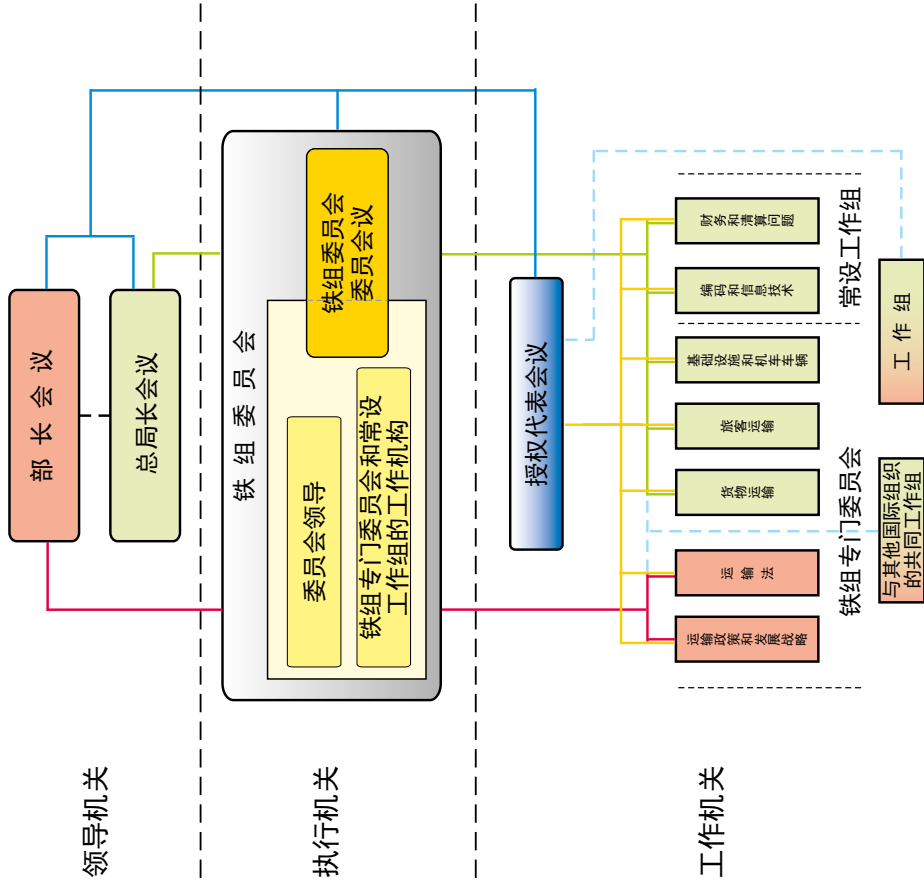 领导机关
部长会议
总局长会议
执行机关
铁组委员会
委员会领导
铁组专门委员会和常设
工作组的工作机构
铁组委员会
委员会议
工作机关
授权代表会议
运输政策和发展战略
运输法
货物运输
旅客运输
基础设施和机车车辆
编码和信息技术
财务和清算问题
铁组专门委员会
常设工作组
与其他国际组织
的共同工作组
工作组